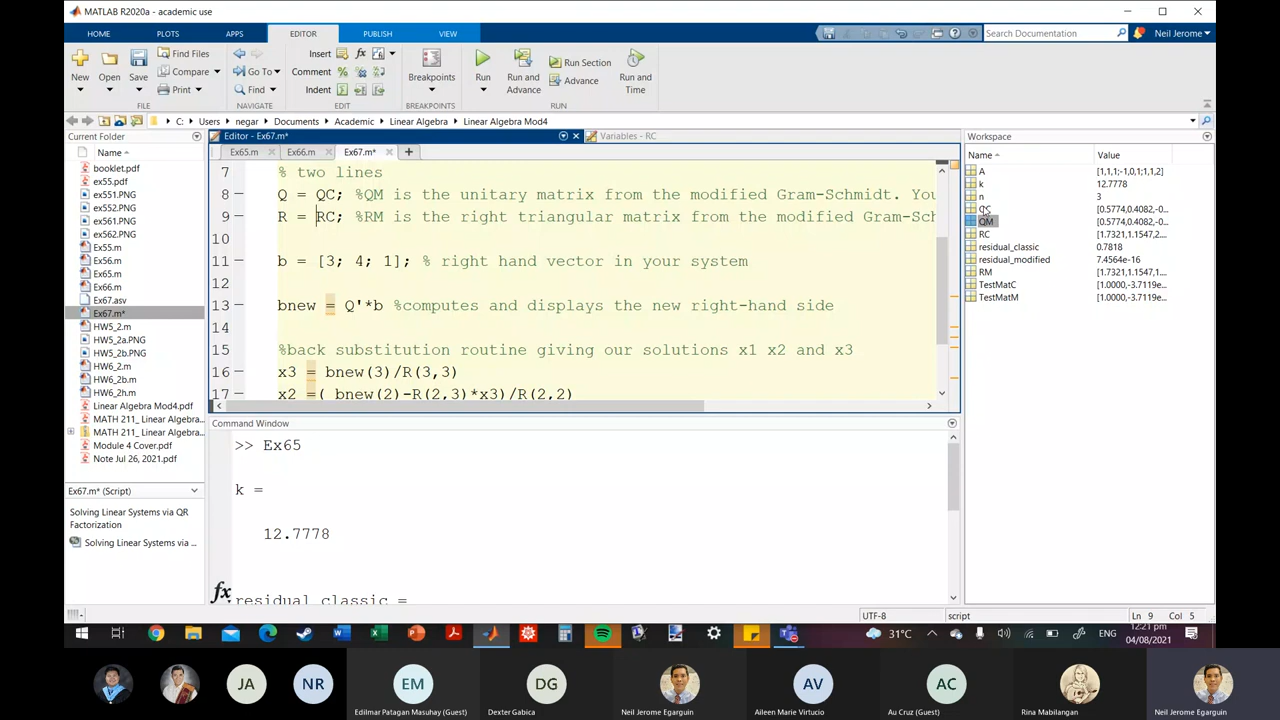 MATLAB R2020a - academic use
HOME PLOTS APPS EDITOR PUBLISH VIEW
Search Documentation
Neil Jerome
New Open Save
Find Files
Compare
Print
FILE
Go To
Find
NAVIGATE
Insert
Comment
Indent
EDIT
Breakpoints
BREAKPOINTS
Run
Run and Advance
Run Section
Advance
Run and Time
RUN
C: Users negar Documents Academic Linear Algebra Linear Algebra Mod4
Current Folder
Name
booklet.pdf
ex55.pdf
ex551.PNG
ex552.PNG
ex561.PNG
ex562.PNG
Ex55.m
Ex56.m
Ex65.m
Ex66.m
Ex67.asv
Ex67.m*
HW5_2.m
HW5_2a.PNG
HW5_2b.PNG
HW6_2.m
HW6_2b.m
HW6_2h.m
Linear Algebra Mod4.pdf
MATH 211_ Linear Algebra...
MATH 211_ Linear Algebra...
Module 4 Cover.pdf
Note Jul 26, 2021.pdf
Ex67.m* (Script)
Solving Linear Systems via QR Factorization
Solving Linear Systems via ...
Editor - Ex67.m*
Variables - RC
Ex65.m Ex66.m Ex67.m*
7 % two lines
8 Q = QC; %QM is the unitary matrix from the modified Gram-Schmidt. You
9 R = RC; %RM is the right triangular matrix from the modified Gram-Sch
10
11 b = [3; 4; 1]; % right hand vector in your system
12
13 bnew = Q'*b %computes and displays the new right-hand side
14
15 %back substitution routine giving our solutions x1 x2 and x3
16 x3 = bnew(3)/R(3,3)
17 x2 =( bnew(2)-R(2,3)*x3)/R(2,2)
Command Window
>> Ex65
k =
12.7778
fx
residual_classic =
Workspace
Name Value
A [1,1,1;-1,0,1;1,1,2]
k 12.7778
n 3
QC [0.5774,0.4082,-0...
QM [0.5774,0.4082,-0...
RC [1.7321,1.1547,2...
residual_classic 0.7818
residual_modified 7.4564e-16
RM [1.7321,1.1547,1...
TestMatC [1.0000,-3.7119e...
TestMatM [1.0000,-3.7119e...
UTF-8 script Ln 9 Col 5
31°C ENG 12:21 pm
04/08/2021
JA NR EM DG AV AC
Edilmar Patagan Masuhay (Guest) Dexter Gabica Neil Jerome Egarguin Aileen Marie Virtucio Au Cruz (Guest) Rina Mabilangan Neil Jerome Egarguin